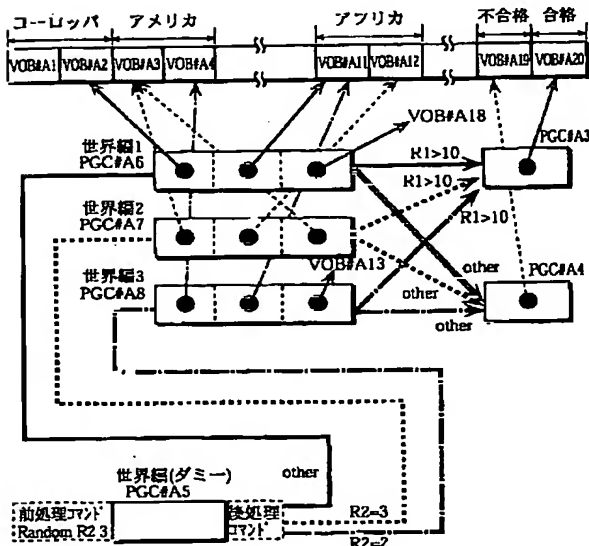 ヨーロッパ アメリカ アフリカ 不合格 合格
VOB#A1 VOB#A2 VOB#A3 VOB#A4 VOB#A11 VOB#A12 VOB#A19 VOB#A20
VOB#A18
世界編1
PGC#A6
PGC#A3
R1>10
R1>10
R1>10
世界編2
PGC#A7
世界編3
PGC#A8
VOB#A13
other
other
other
PGC#A4
世界編(ダミー)
PGC#A5
other
前処理コマンド
Random R2 3
後処理
コマンド
R2=3
R2=2